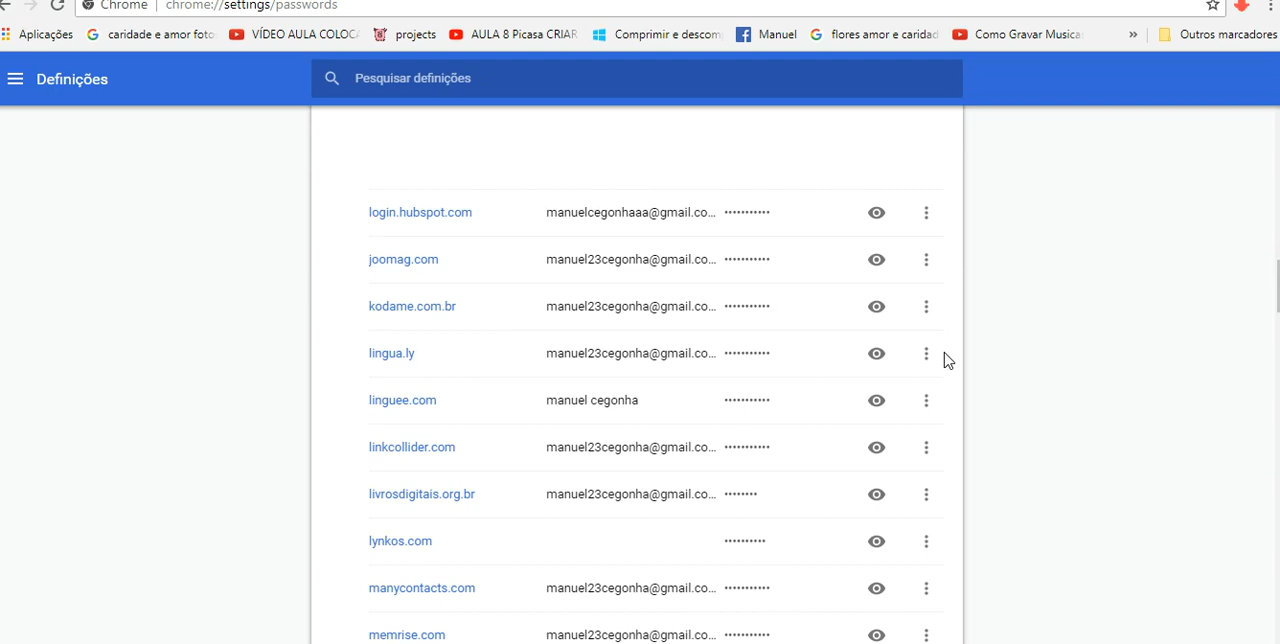 Chrome | chrome://settings/passwords
Aplicações caridade e amor foto VÍDEO AULA COLOCA projects AULA 8 Picasa CRIAR Comprimir e descom Manuel flores amor e caridad Como Gravar Musica » Outros marcadores
Definições Pesquisar definições
login.hubspot.com manuelcegonhaaa@gmail.co... •••••••••••
joomag.com manuel23cegonha@gmail.co... •••••••••••
kodame.com.br manuel23cegonha@gmail.co... •••••••••••
lingua.ly manuel23cegonha@gmail.co... •••••••••••
linguee.com manuel cegonha •••••••••••
linkcollider.com manuel23cegonha@gmail.co... •••••••••••
livrosdigitais.org.br manuel23cegonha@gmail.co... ••••••••
lynkos.com ••••••••••
manycontacts.com manuel23cegonha@gmail.co... •••••••••••
memrise.com manuel23cegonha@gmail.co... •••••••••••